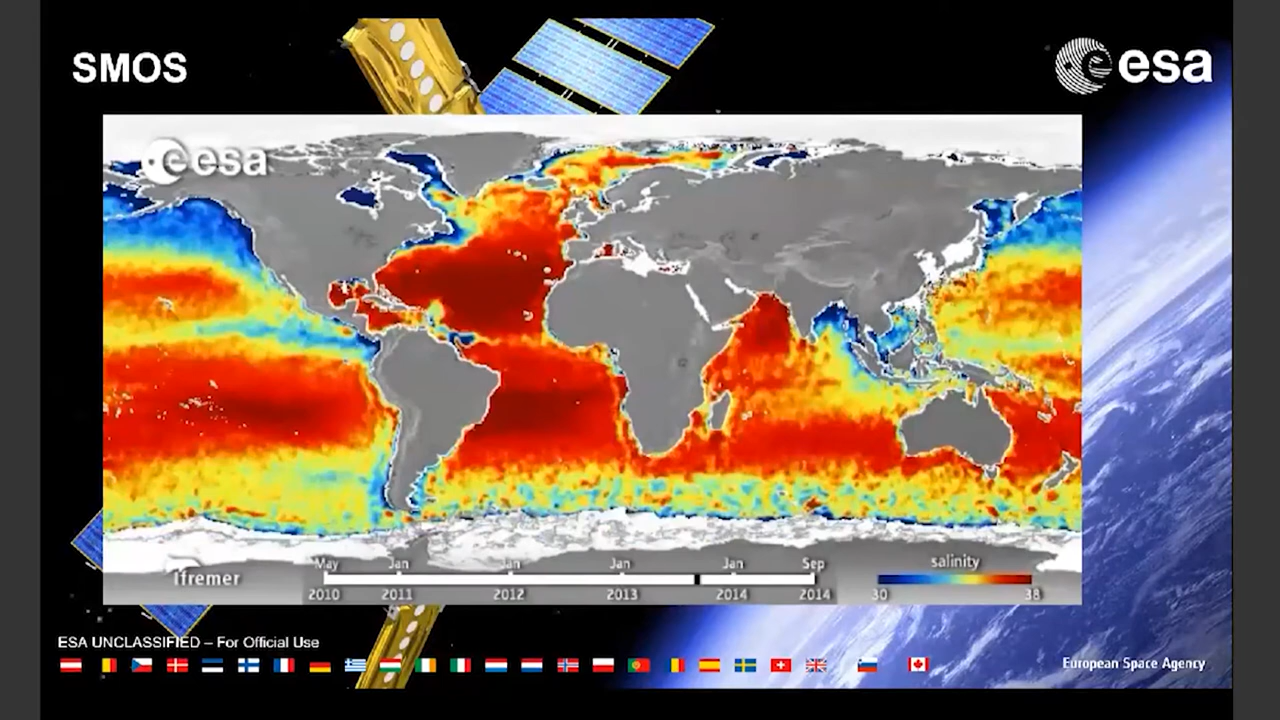 SMOS
esa
esa
Ifremer
May Jan Jan Jan Jan Sep
2010 2011 2012 2013 2014 2014
salinity
30 38
ESA UNCLASSIFIED – For Official Use
European Space Agency